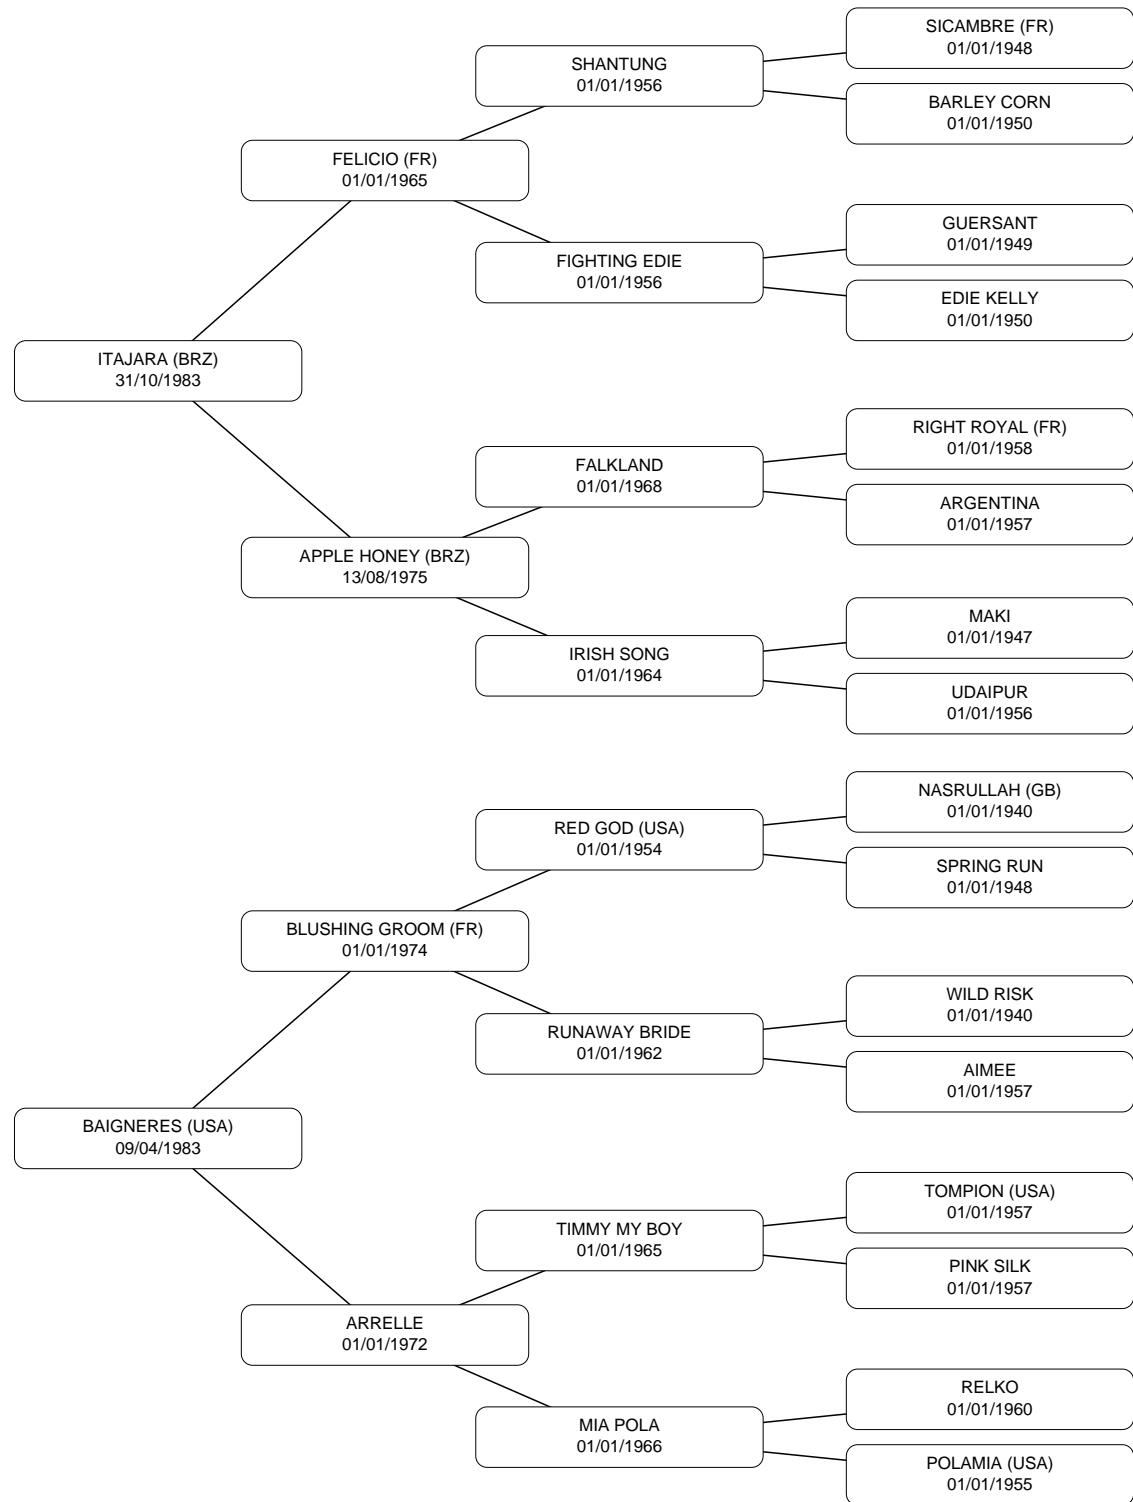 SICAMBRE (FR)
01/01/1948
SHANTUNG
01/01/1956
BARLEY CORN
01/01/1950
FELICIO (FR)
01/01/1965
GUERSANT
01/01/1949
FIGHTING EDIE
01/01/1956
EDIE KELLY
01/01/1950
ITAJARA (BRZ)
31/10/1983
RIGHT ROYAL (FR)
01/01/1958
FALKLAND
01/01/1968
ARGENTINA
01/01/1957
APPLE HONEY (BRZ)
13/08/1975
MAKI
01/01/1947
IRISH SONG
01/01/1964
UDAIPUR
01/01/1956
NASRULLAH (GB)
01/01/1940
RED GOD (USA)
01/01/1954
SPRING RUN
01/01/1948
BLUSHING GROOM (FR)
01/01/1974
WILD RISK
01/01/1940
RUNAWAY BRIDE
01/01/1962
AIMEE
01/01/1957
BAIGNERES (USA)
09/04/1983
TOMPION (USA)
01/01/1957
TIMMY MY BOY
01/01/1965
PINK SILK
01/01/1957
ARRELLE
01/01/1972
RELKO
01/01/1960
MIA POLA
01/01/1966
POLAMIA (USA)
01/01/1955